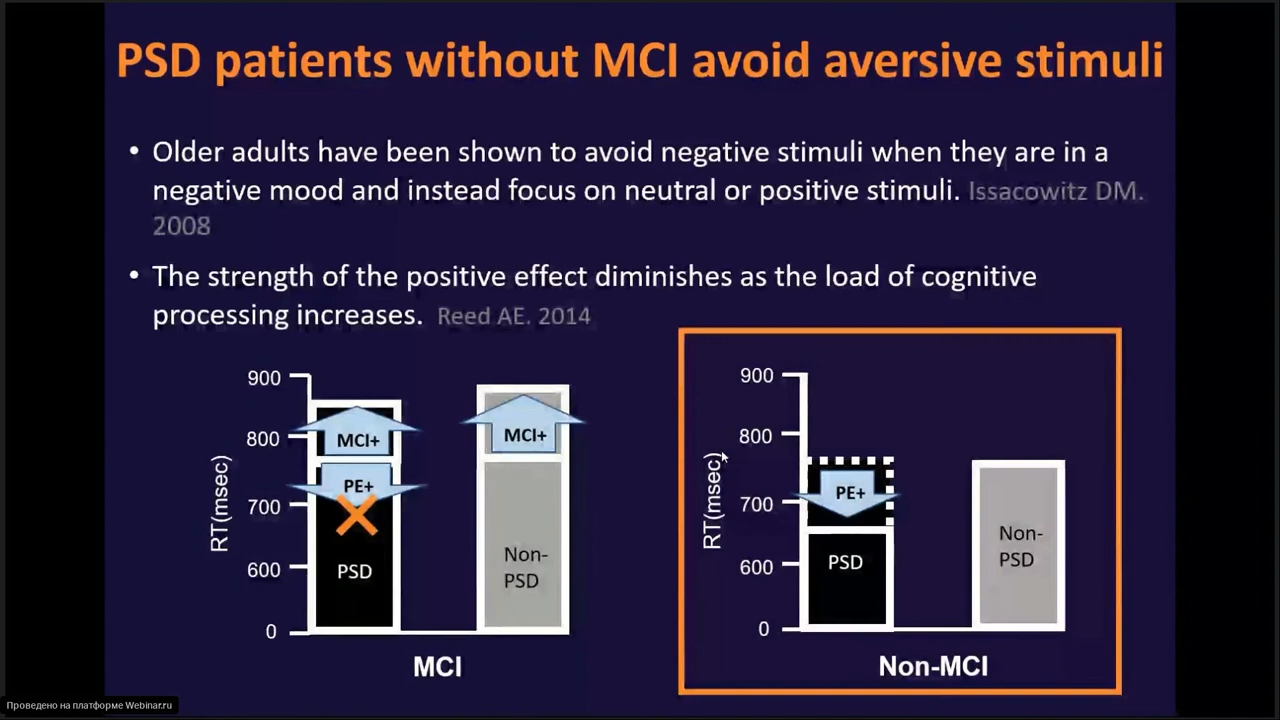 PSD patients without MCI avoid aversive stimuli
• Older adults have been shown to avoid negative stimuli when they are in a
negative mood and instead focus on neutral or positive stimuli. Issacowitz DM.
2008
• The strength of the positive effect diminishes as the load of cognitive
processing increases. Reed AE. 2014
900
800
700
600
0
RT(msec)
MCI+
PE+
PSD
MCI+
Non-
PSD
MCI
900
800
700
600
0
RT(msec)
PE+
PSD
Non-
PSD
Non-MCI
Проведено на платформе Webinar.ru